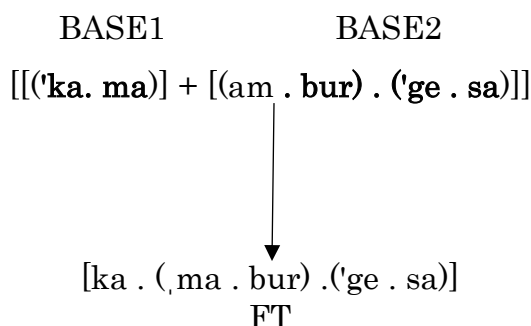 BASE1 BASE2
[[('ka. ma)] + [(am . bur) . ('ge . sa)]]
[ka . (ˌma . bur) .('ge . sa)]
FT